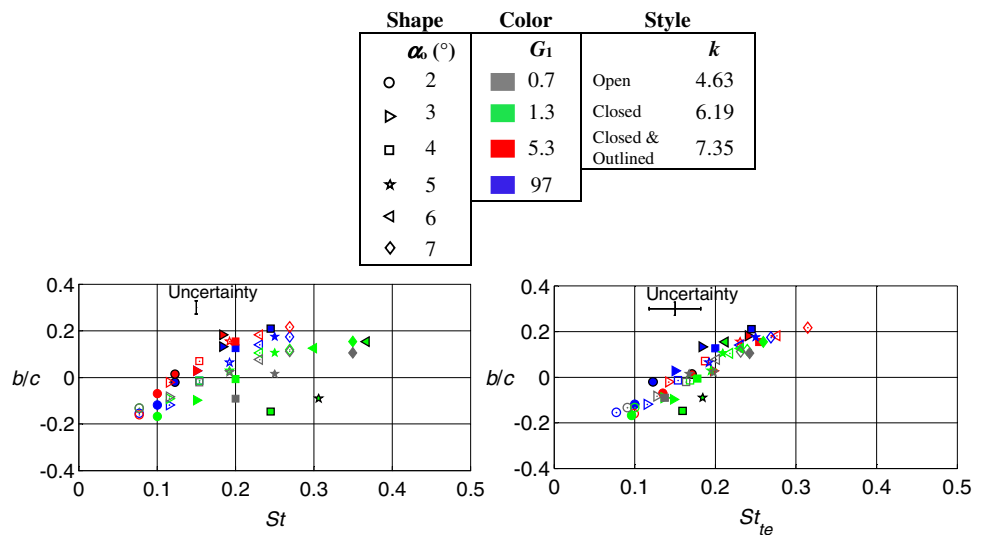 Shape Color Style
αₒ (°) G₁ k
2 0.7 Open 4.63
3 1.3 Closed 6.19
4 5.3 Closed & Outlined 7.35
5 97
6
7
0.4
0.2
0
-0.2
-0.4
b/c
Uncertainty
0 0.1 0.2 0.3 0.4 0.5
St
0.4
0.2
0
-0.2
-0.4
b/c
Uncertainty
0 0.1 0.2 0.3 0.4 0.5
St_te